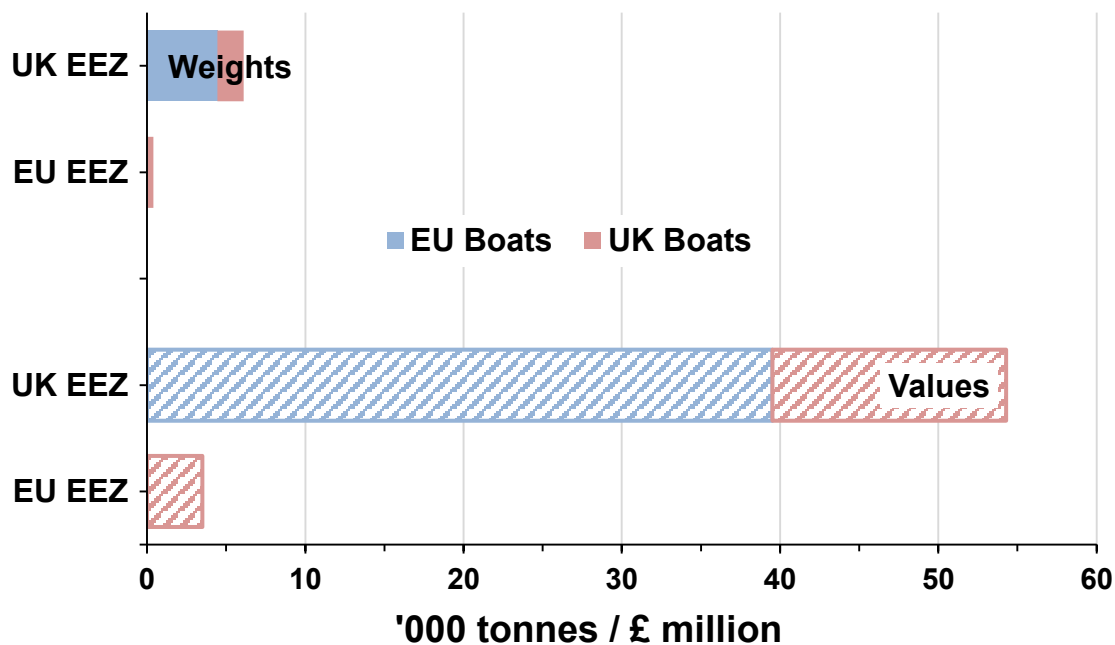 UK EEZ
Weights
EU EEZ
EU Boats UK Boats
UK EEZ
Values
EU EEZ
0 10 20 30 40 50 60
'000 tonnes / £ million